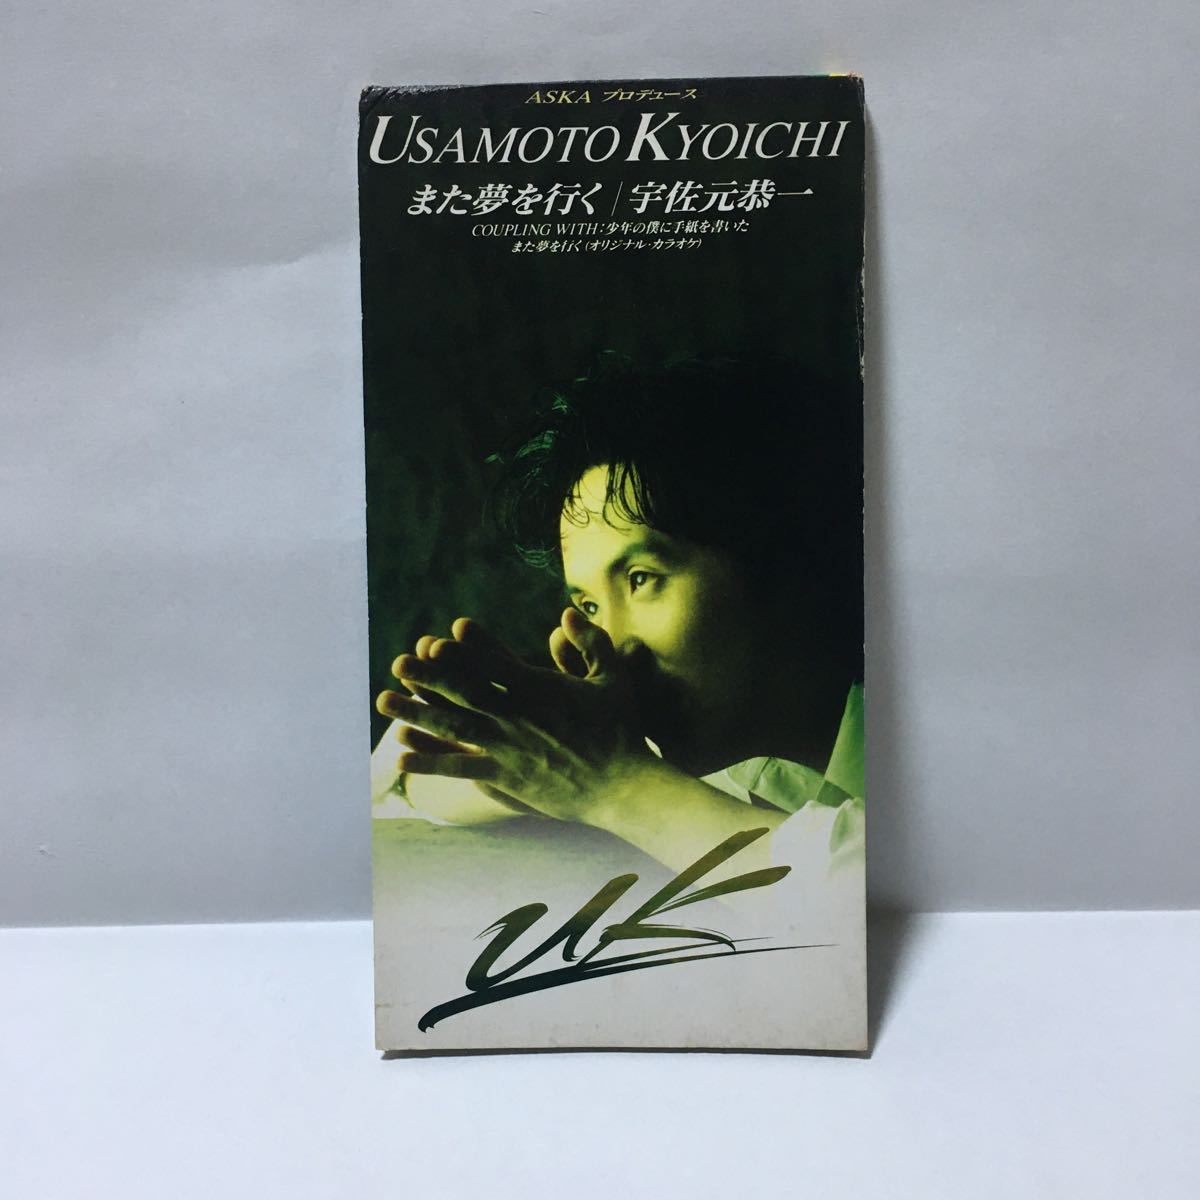 ASKA プロデュース
USAMOTO KYOICHI
また夢を行く/宇佐元恭一
COUPLING WITH:少年の僕に手紙を書いた
また夢を行く(オリジナル・カラオケ)
UK